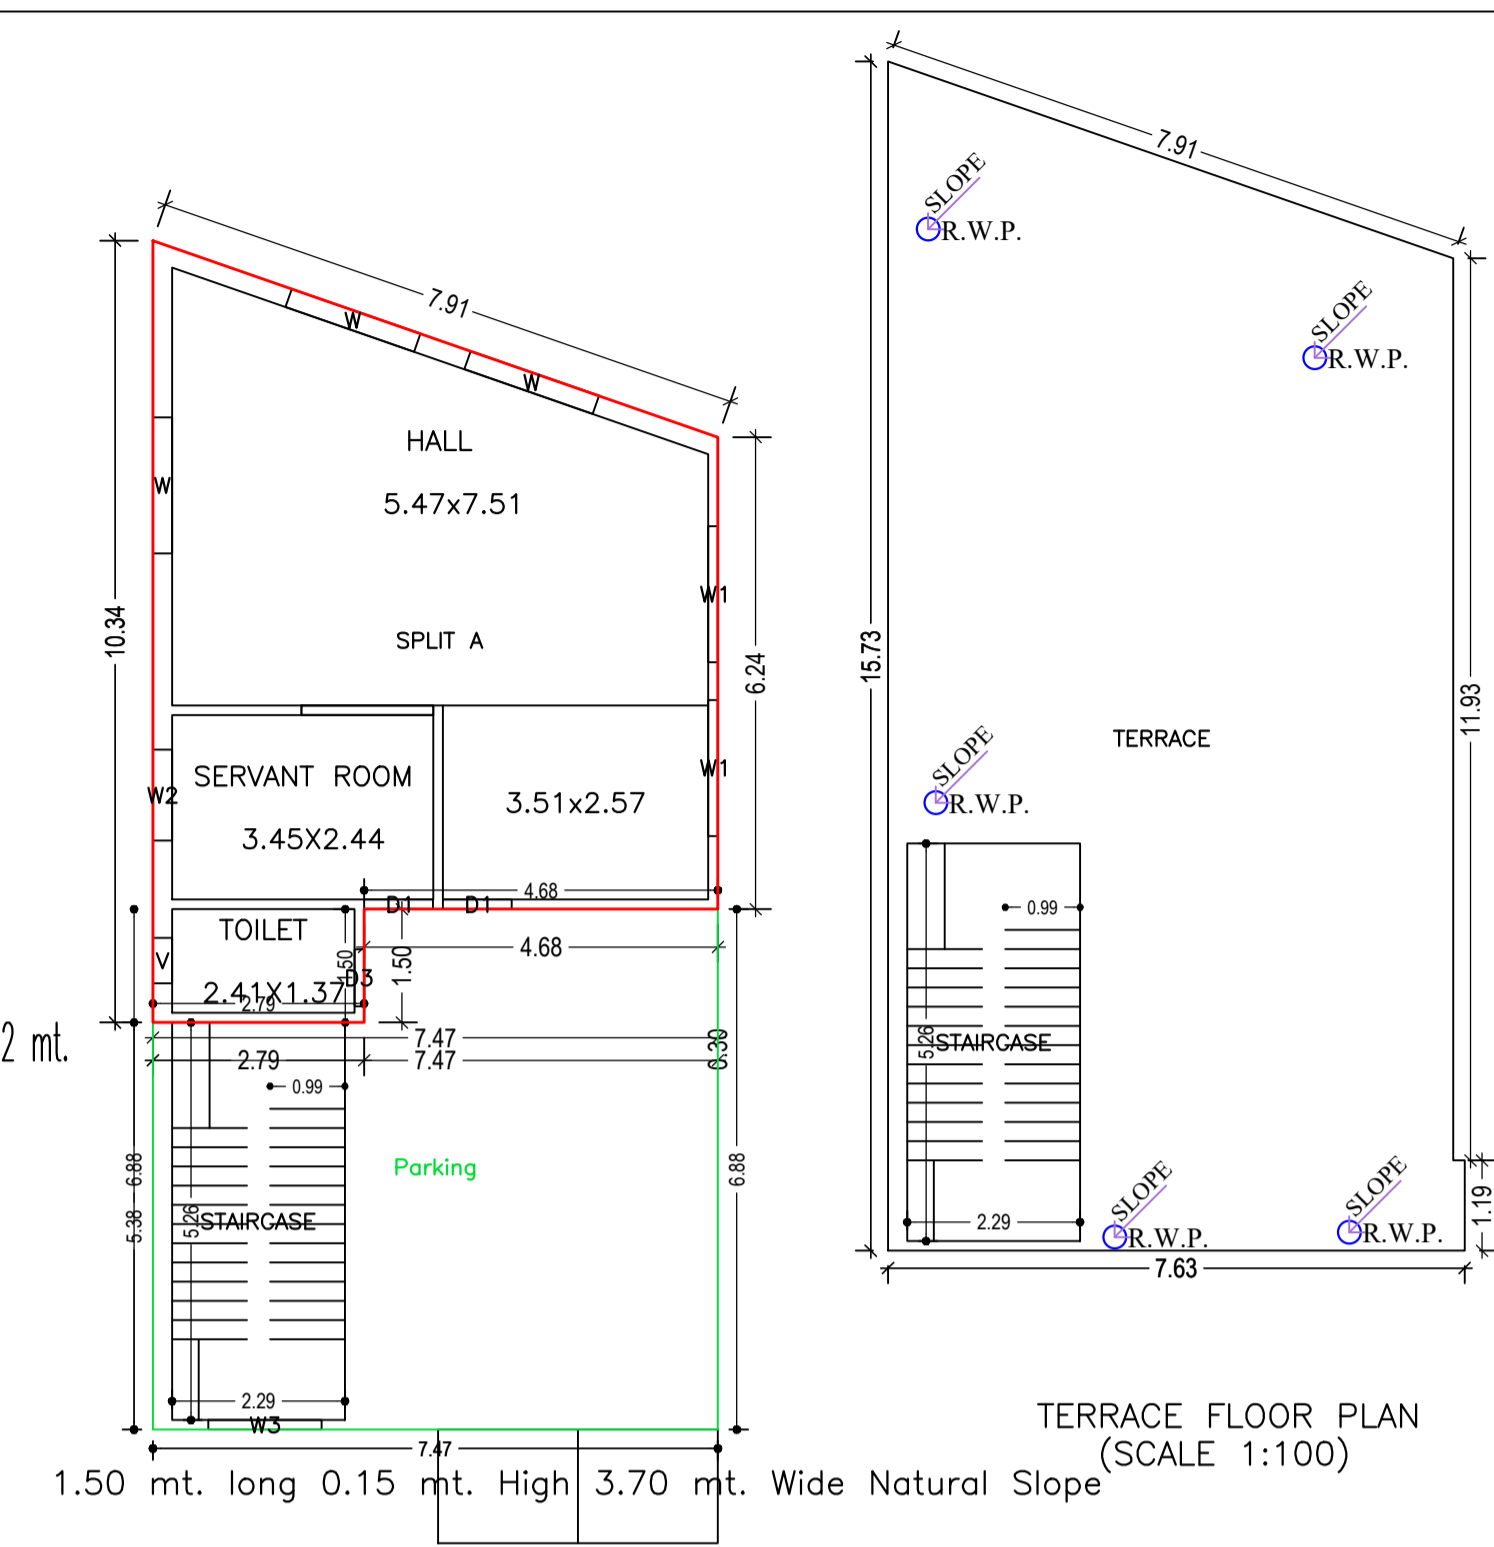 7.91
W
W
HALL
5.47x7.51
W
10.34
W1
SPLIT A
6.24
SERVANT ROOM
3.45X2.44
W2
W1
3.51x2.57
4.68
D1
D1
TOILET
2.41X1.37
V
1.50
D3
1.50
4.68
2.79
2 mt.
7.47
2.79
7.47
0.99
Parking
6.88
5.38
5.26
STAIRCASE
6.88
2.29
W3
7.47
1.50 mt. long 0.15 mt. High 3.70 mt. Wide Natural Slope
7.91
SLOPE
R.W.P.
SLOPE
R.W.P.
15.73
11.93
TERRACE
SLOPE
R.W.P.
0.99
5.26
STAIRCASE
2.29
SLOPE
R.W.P.
SLOPE
R.W.P.
1.19
7.63
TERRACE FLOOR PLAN
(SCALE 1:100)